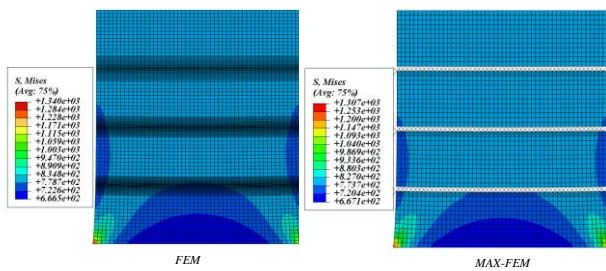 S, Mises
(Avg: 75%)
+1.340e+03
+1.284e+03
+1.228e+03
+1.171e+03
+1.115e+03
+1.059e+03
+1.003e+03
+9.470e+02
+8.909e+02
+8.348e+02
+7.787e+02
+7.226e+02
+6.665e+02
FEM
S, Mises
(Avg: 75%)
+1.307e+03
+1.253e+03
+1.200e+03
+1.147e+03
+1.093e+03
+1.040e+03
+9.869e+02
+9.336e+02
+8.803e+02
+8.270e+02
+7.737e+02
+7.204e+02
+6.671e+02
MAX-FEM